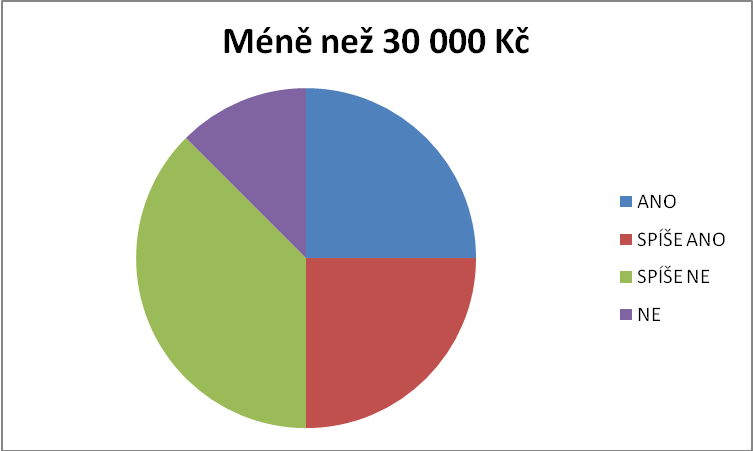 Méně než 30 000 Kč
ANO
SPÍŠE ANO
SPÍŠE NE
NE